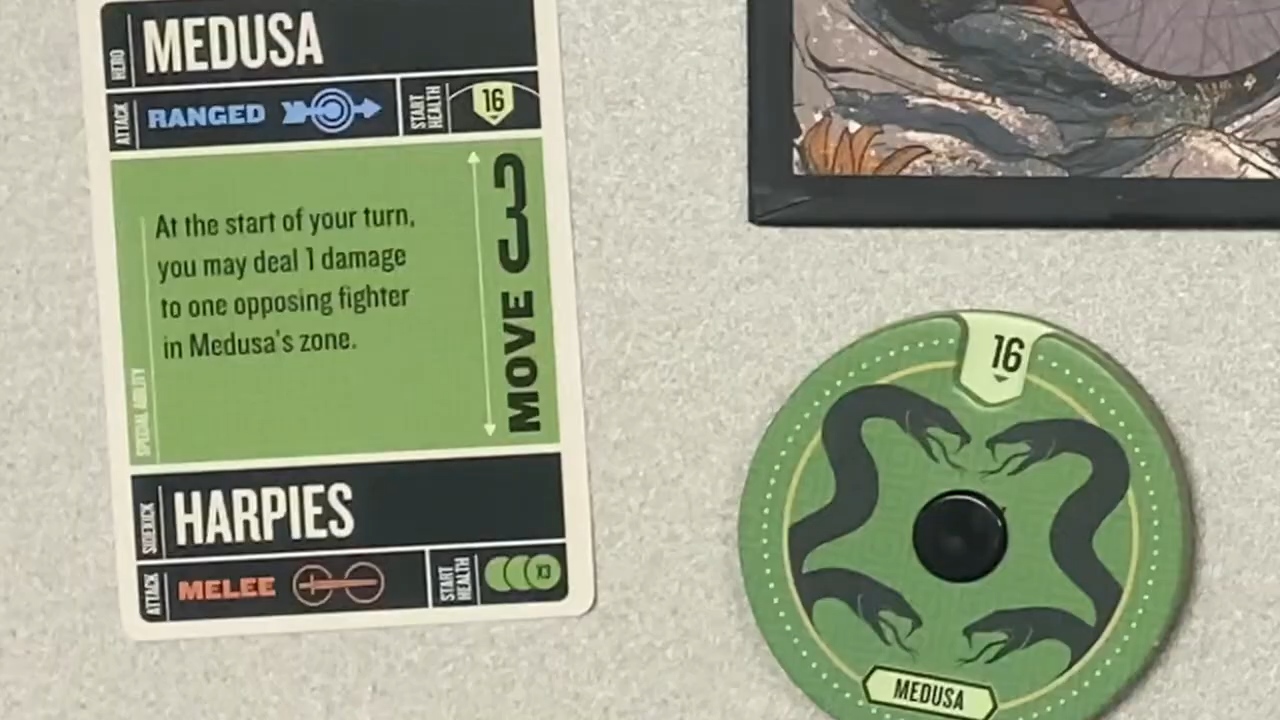 HERO
MEDUSA
ATTACK
RANGED
START
HEALTH
16
At the start of your turn,
you may deal 1 damage
to one opposing fighter
in Medusa's zone.
SPECIAL ABILITY
MOVE 3
SIDEKICK
HARPIES
ATTACK
MELEE
START
HEALTH
X3
16
MEDUSA